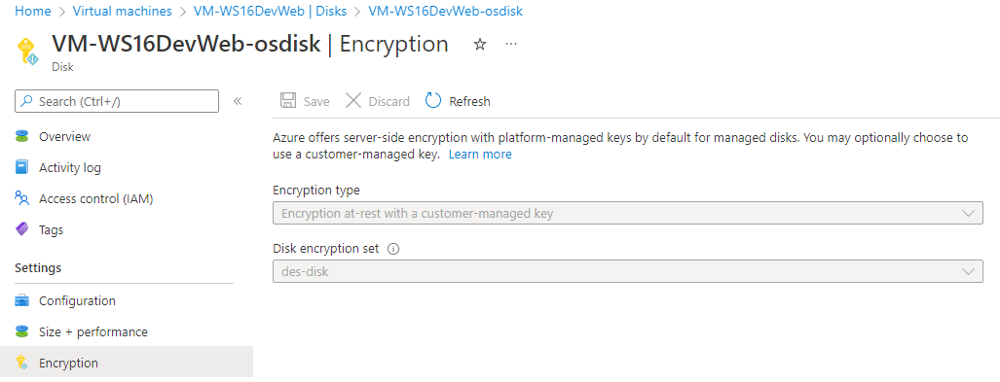 Home > Virtual machines > VM-WS16DevWeb | Disks > VM-WS16DevWeb-osdisk
VM-WS16DevWeb-osdisk | Encryption
Disk
Search (Ctrl+/)
Overview
Activity log
Access control (IAM)
Tags
Settings
Configuration
Size + performance
Encryption
Save Discard Refresh
Azure offers server-side encryption with platform-managed keys by default for managed disks. You may optionally choose to
use a customer-managed key. Learn more
Encryption type
Encryption at-rest with a customer-managed key
Disk encryption set
des-disk